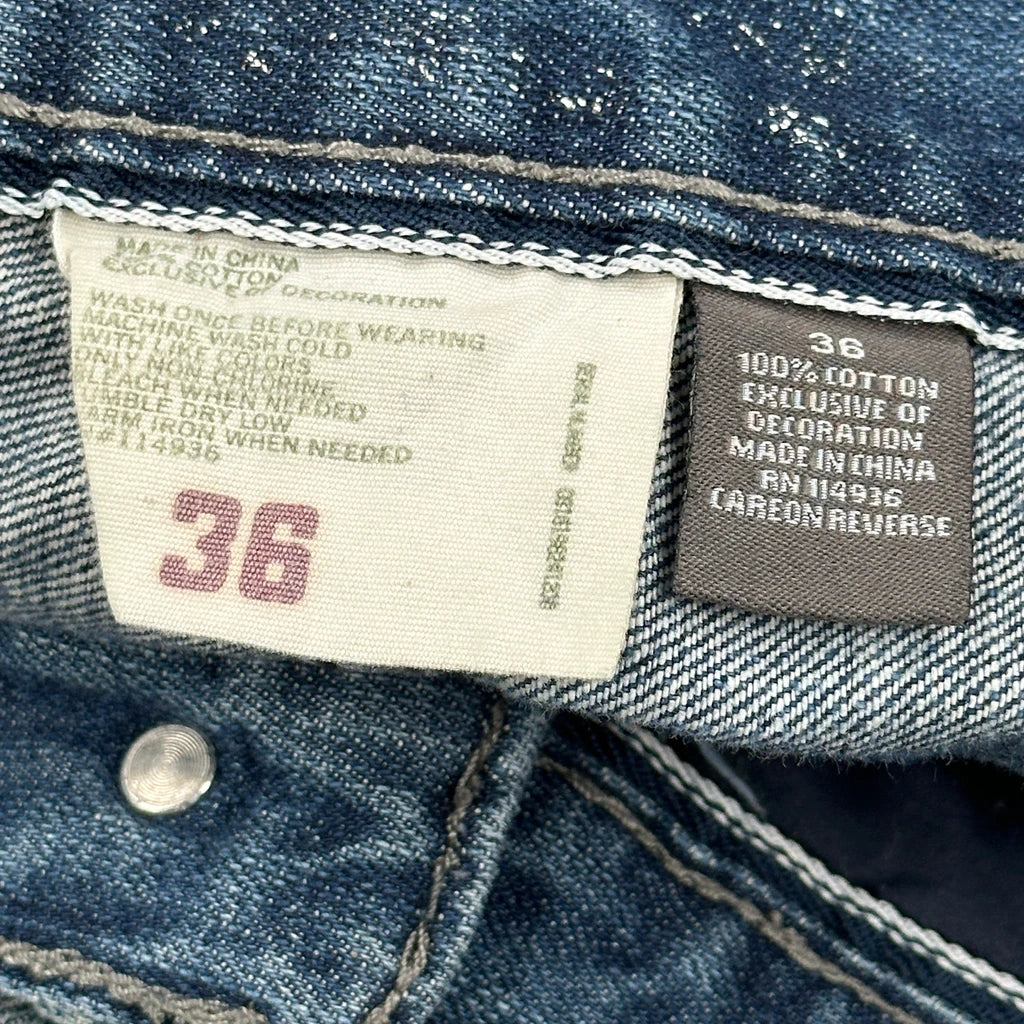 MADE IN CHINA
COTTON
EXCLUSIVE OF DECORATION
WASH ONCE BEFORE WEARING
MACHINE WASH COLD
WITH LIKE COLORS
ONLY NON-CHLORINE
BLEACH WHEN NEEDED
TUMBLE DRY LOW
WARM IRON, WHEN NEEDED
#114936
36
36
100% COTTON
EXCLUSIVE OF
DECORATION
MADE IN CHINA
RN 114936
CARE ON REVERSE